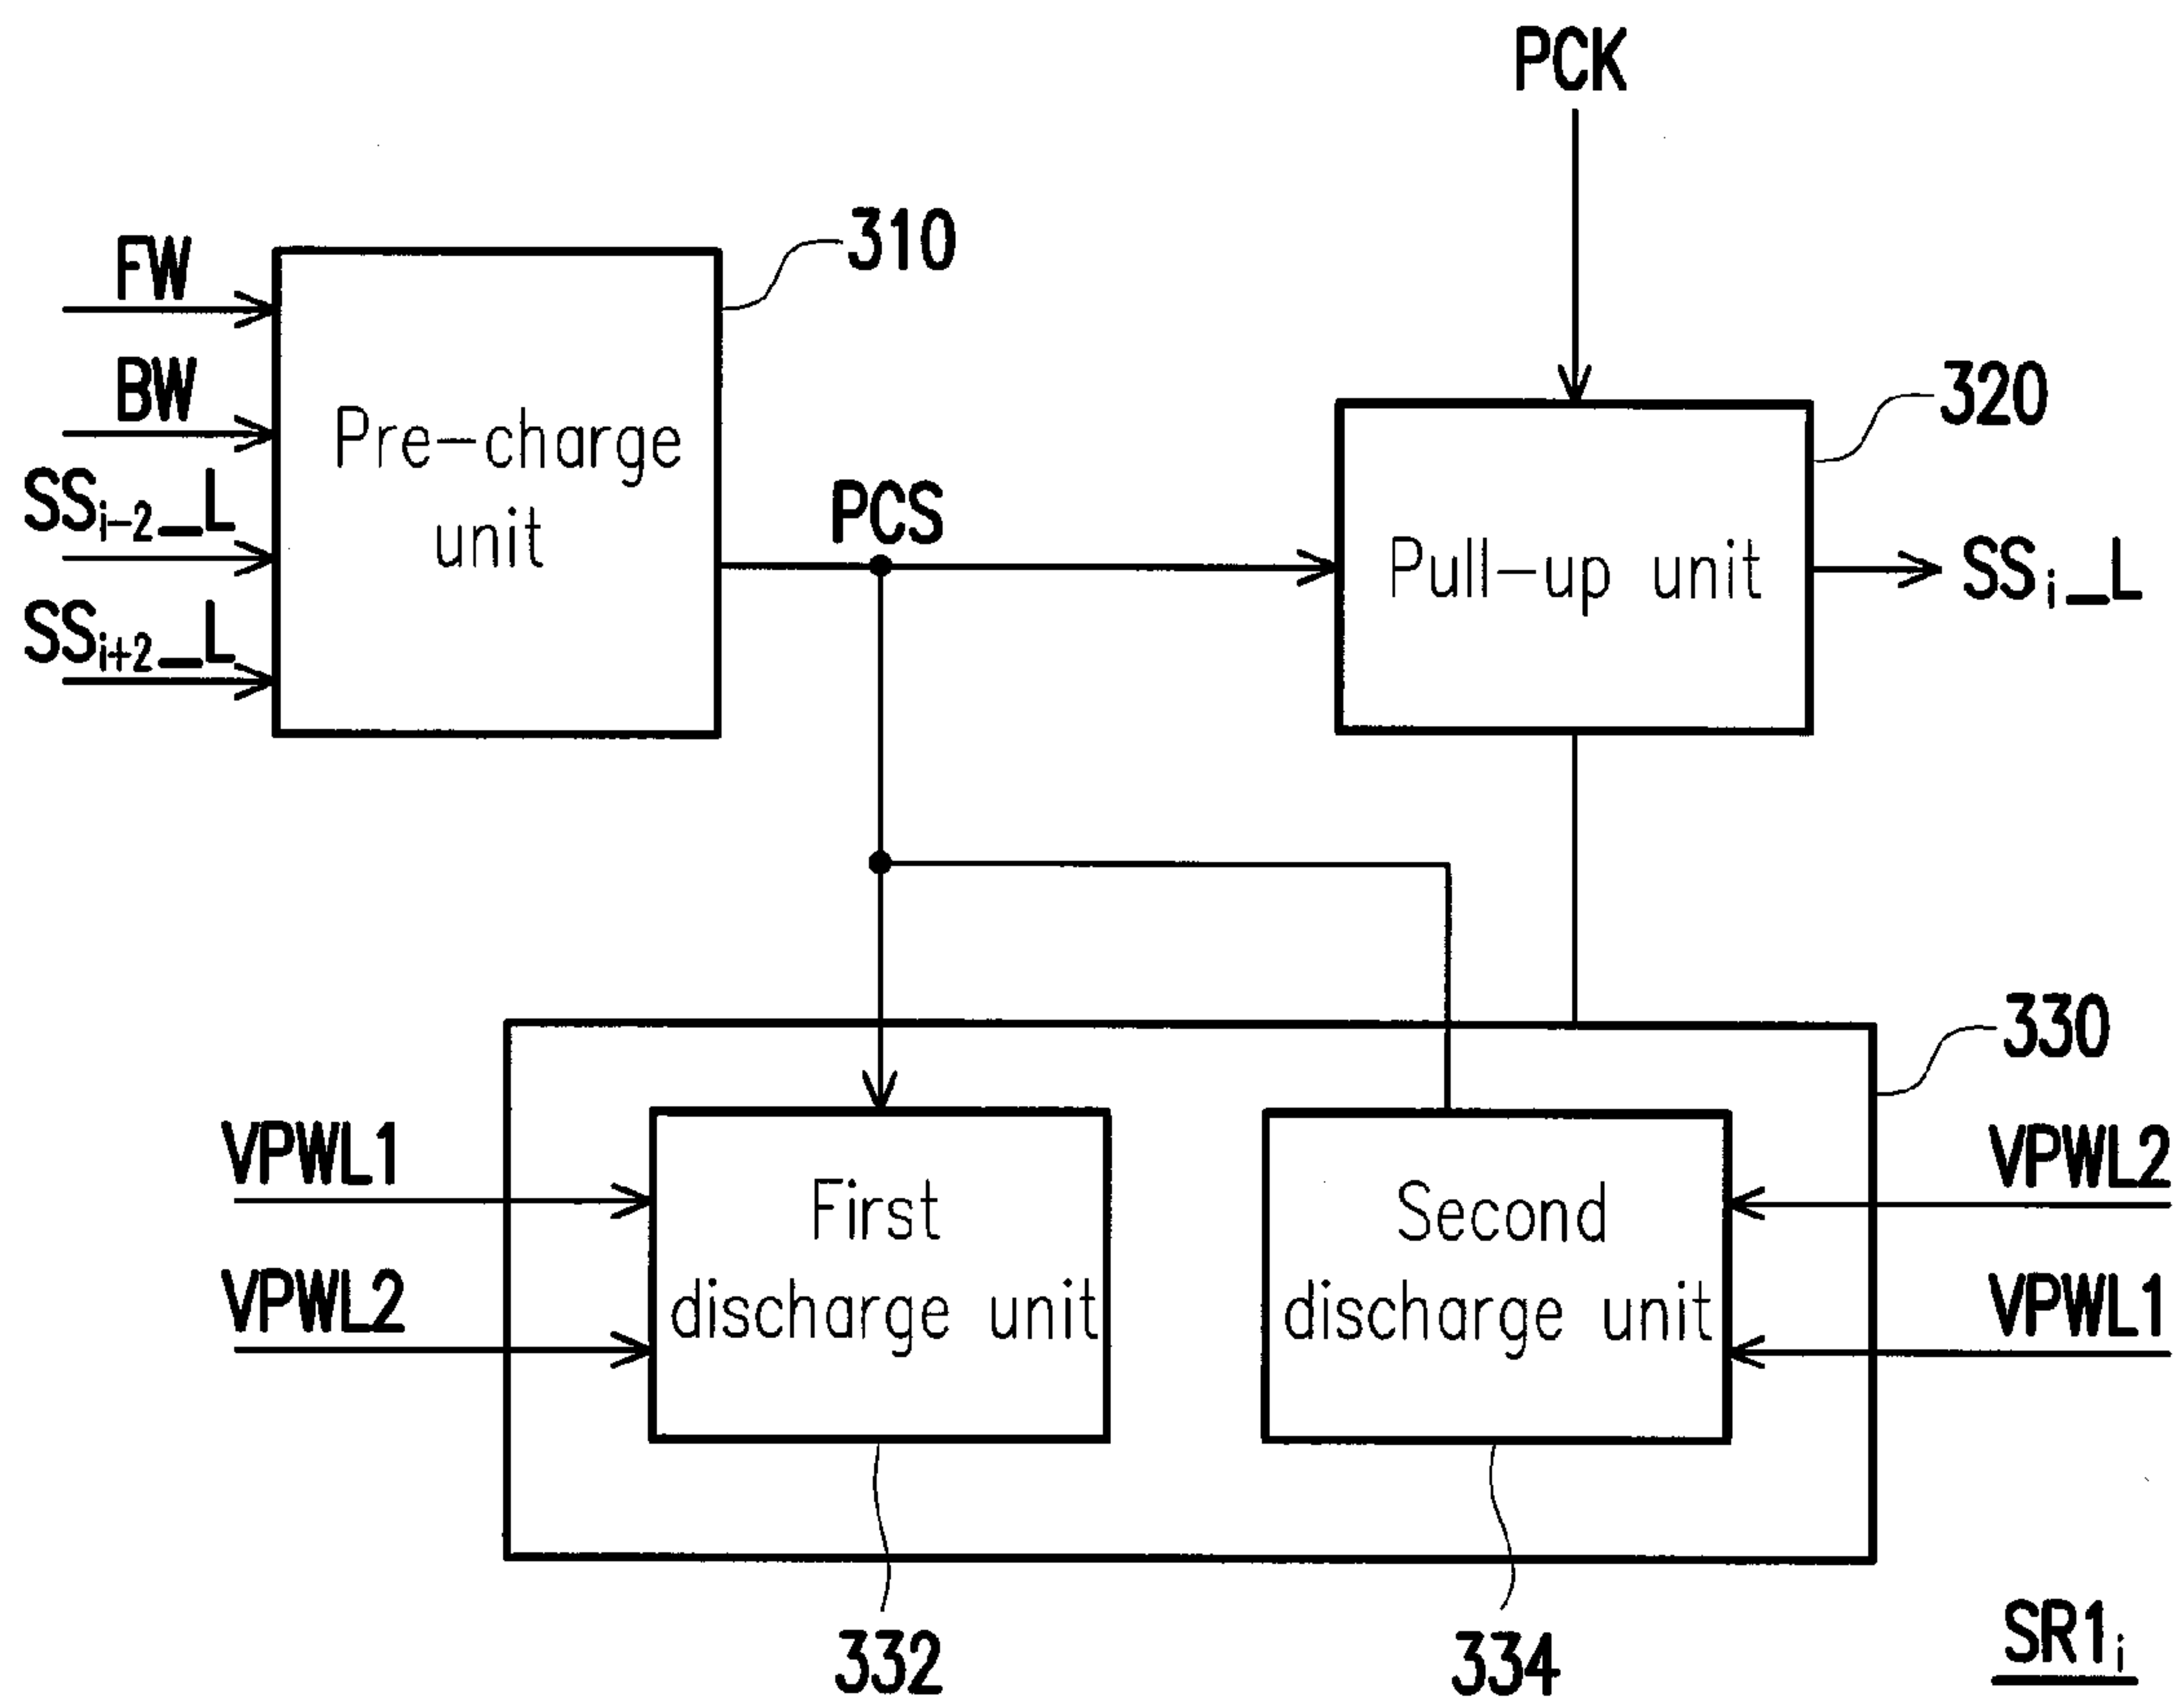 PCK
310
FW
320
BW
Pre-charge
unit
SSi-2_L
PCS
Pull-up unit
SSi_L
SSi+2_L
330
VPWL1
VPWL2
First
discharge unit
Second
discharge unit
VPWL2
VPWL1
332
334
SR1i